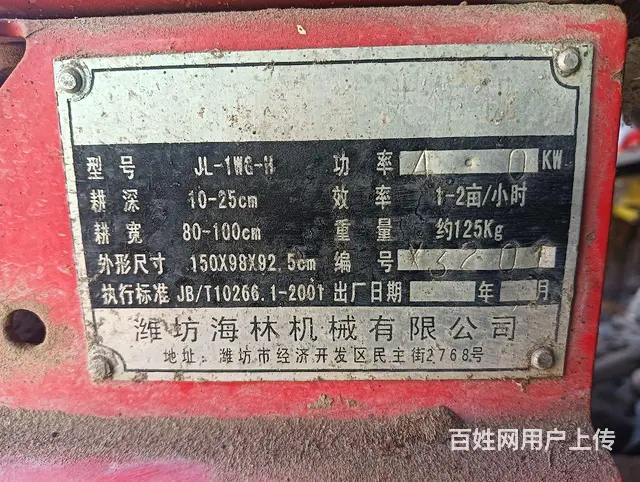 型号 JL-1WG-H 功率 4.0 KW
耕深 10-25cm 效率 1-2亩/小时
耕宽 80-100cm 重量 约125Kg
外形尺寸 150X98X92.5cm 编号
执行标准 JB/T10266.1-2001 出厂日期 年 月
潍坊海林机械有限公司
地址:潍坊市经济开发区民主街2768号
百姓网用户上传